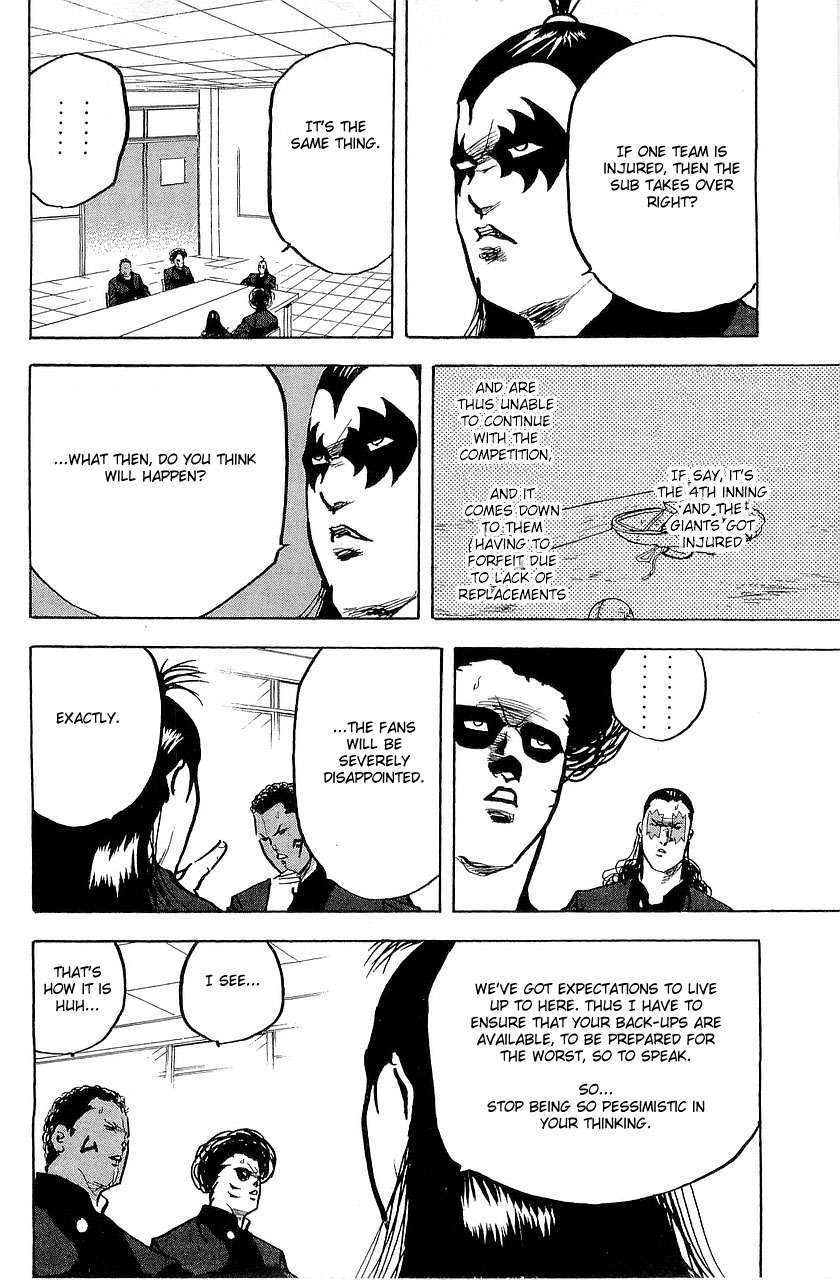 IF ONE TEAM IS
INJURED, THEN THE
SUB TAKES OVER
RIGHT?
IT'S THE
SAME THING.
......
IF SAY, IT'S
THE 4TH INNING
AND THE
GIANTS GOT
INJURED
AND ARE
THUS UNABLE
TO CONTINUE
WITH THE
COMPETITION,
AND IT
COMES DOWN
TO THEM
(HAVING TO
FORFEIT DUE
TO LACK OF
REPLACEMENTS
...WHAT THEN, DO YOU THINK
WILL HAPPEN?
......
...THE FANS
WILL BE
SEVERELY
DISAPPOINTED.
EXACTLY.
WE'VE GOT EXPECTATIONS TO LIVE
UP TO HERE. THUS I HAVE TO
ENSURE THAT YOUR BACK-UPS ARE
AVAILABLE, TO BE PREPARED FOR
THE WORST, SO TO SPEAK.
SO...
STOP BEING SO PESSIMISTIC IN
YOUR THINKING.
I SEE...
THAT'S
HOW IT IS
HUH...